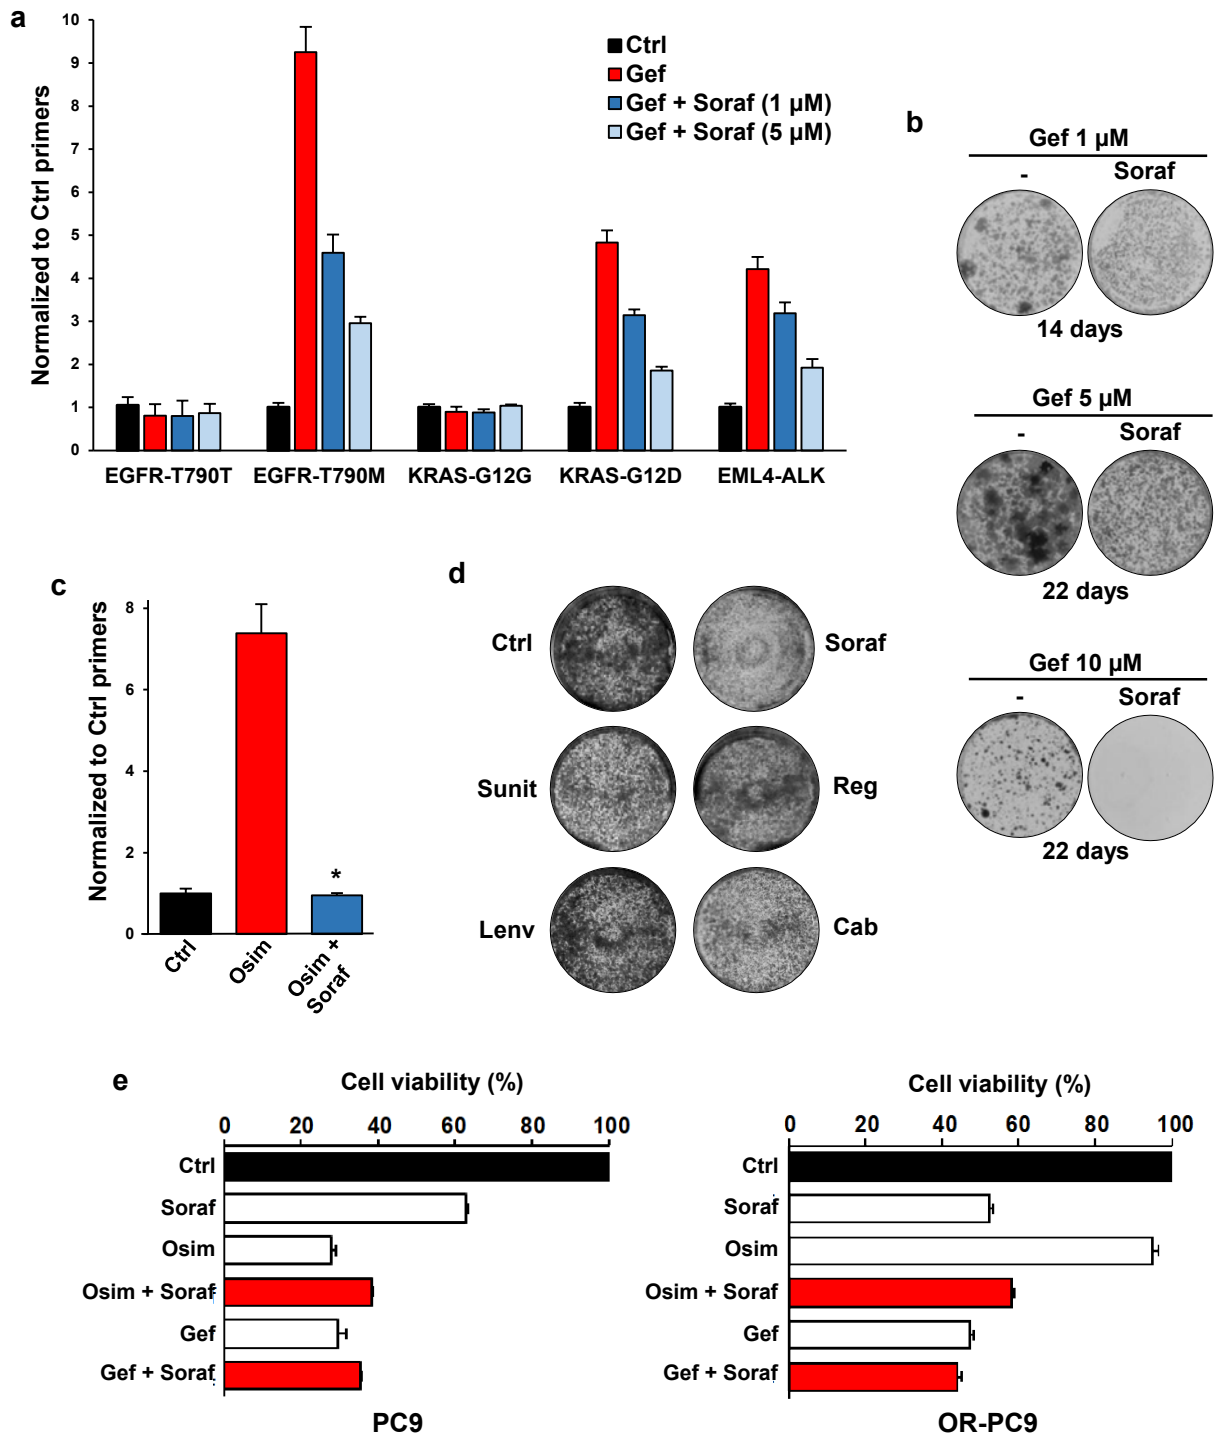 a
Normalized to Ctrl primers
10
9
8
7
6
5
4
3
2
1
0
Ctrl
Gef
Gef + Soraf (1 µM)
Gef + Soraf (5 µM)
EGFR-T790T EGFR-T790M KRAS-G12G KRAS-G12D EML4-ALK
b
Gef 1 µM
- Soraf
14 days
Gef 5 µM
- Soraf
22 days
Gef 10 µM
- Soraf
22 days
c
Normalized to Ctrl primers
8
6
4
2
0
*
Ctrl
Osim
Osim +
Soraf
d
Ctrl Soraf
Sunit Reg
Lenv Cab
e
Cell viability (%)
0 20 40 60 80 100
Ctrl
Soraf
Osim
Osim + Soraf
Gef
Gef + Soraf
PC9
Cell viability (%)
0 20 40 60 80 100
Ctrl
Soraf
Osim
Osim + Soraf
Gef
Gef + Soraf
OR-PC9